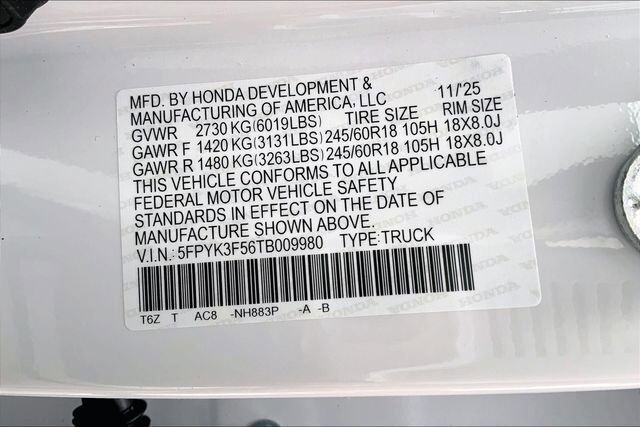 MFD. BY HONDA DEVELOPMENT & 11/25
MANUFACTURING OF AMERICA, LLC
GVWR 2730 KG(6019LBS) TIRE SIZE RIM SIZE
GAWR F 1420 KG(3131LBS) 245/60R18 105H 18X8.0J
GAWR R 1480 KG(3263LBS) 245/60R18 105H 18X8.0J
THIS VEHICLE CONFORMS TO ALL APPLICABLE
FEDERAL MOTOR VEHICLE SAFETY
STANDARDS IN EFFECT ON THE DATE OF
MANUFACTURE SHOWN ABOVE.
V.I.N.:5FPYK3F56TB009980 TYPE:TRUCK
T6Z T AC8 -NH883P -A -B